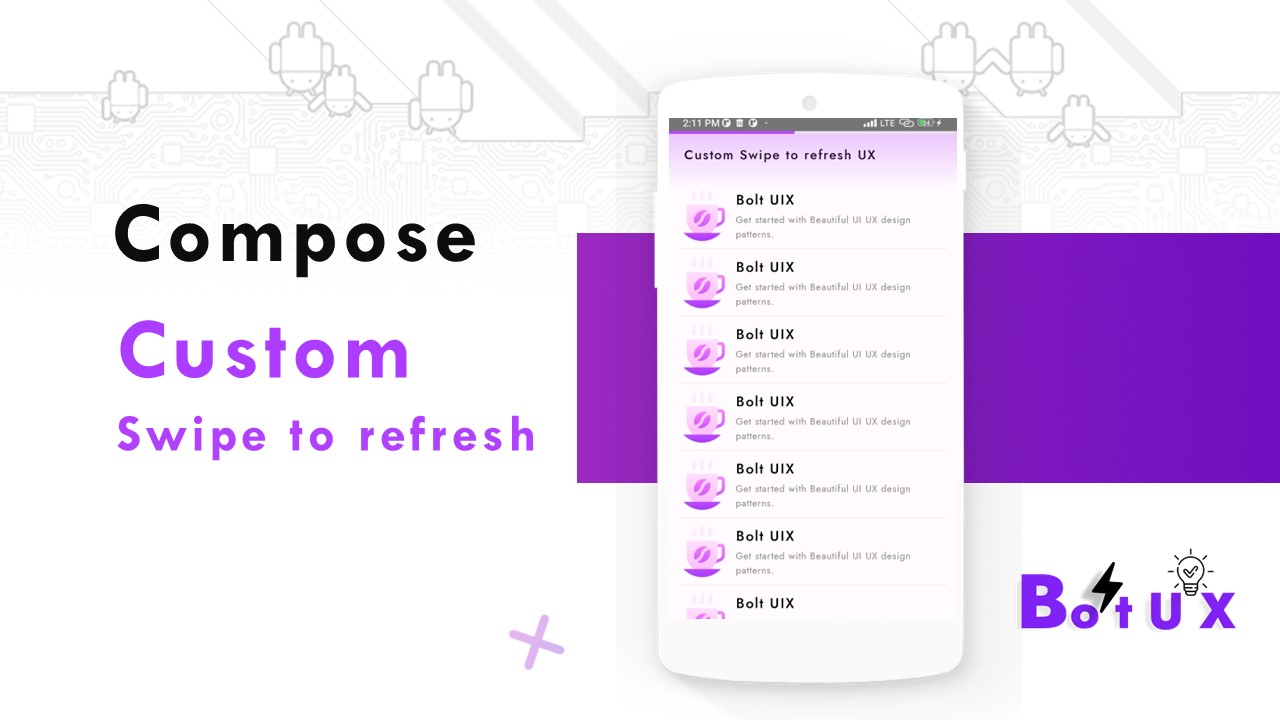 Compose
Custom
Swipe to refresh
2:11 PM
LTE
Custom Swipe to refresh UX
Bolt UIX
Get started with Beautiful UI UX design
patterns.
Bolt UIX
Get started with Beautiful UI UX design
patterns.
Bolt UIX
Get started with Beautiful UI UX design
patterns.
Bolt UIX
Get started with Beautiful UI UX design
patterns.
Bolt UIX
Get started with Beautiful UI UX design
patterns.
Bolt UIX
Get started with Beautiful UI UX design
patterns.
Bolt UIX
Bolt UX